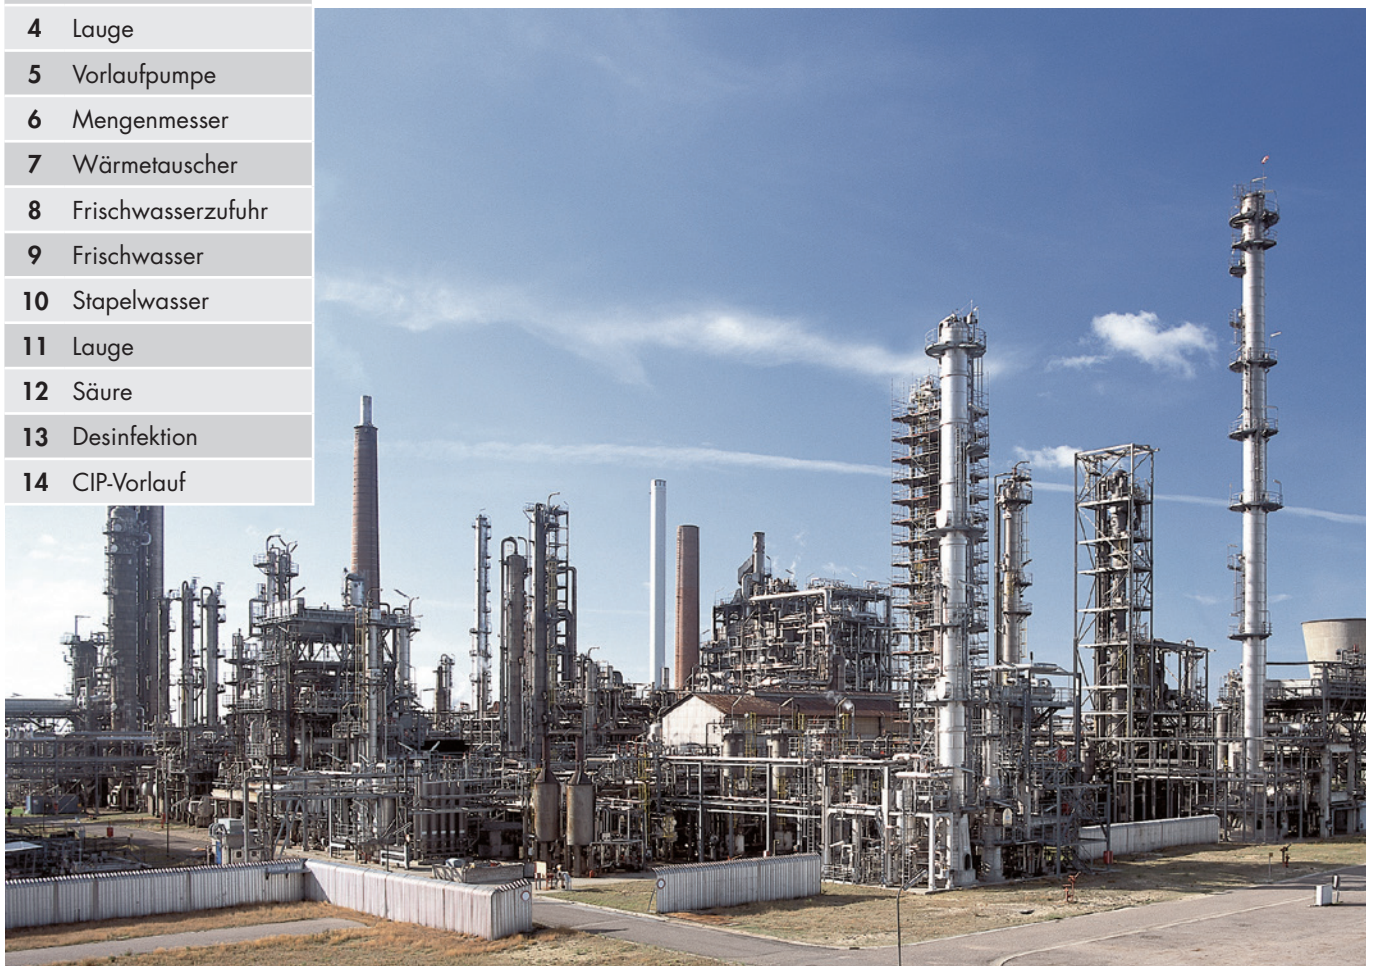 4 Lauge
5 Vorlaufpumpe
6 Mengenmesser
7 Wärmetauscher
8 Frischwasserzufuhr
9 Frischwasser
10 Stapelwasser
11 Lauge
12 Säure
13 Desinfektion
14 CIP-Vorlauf